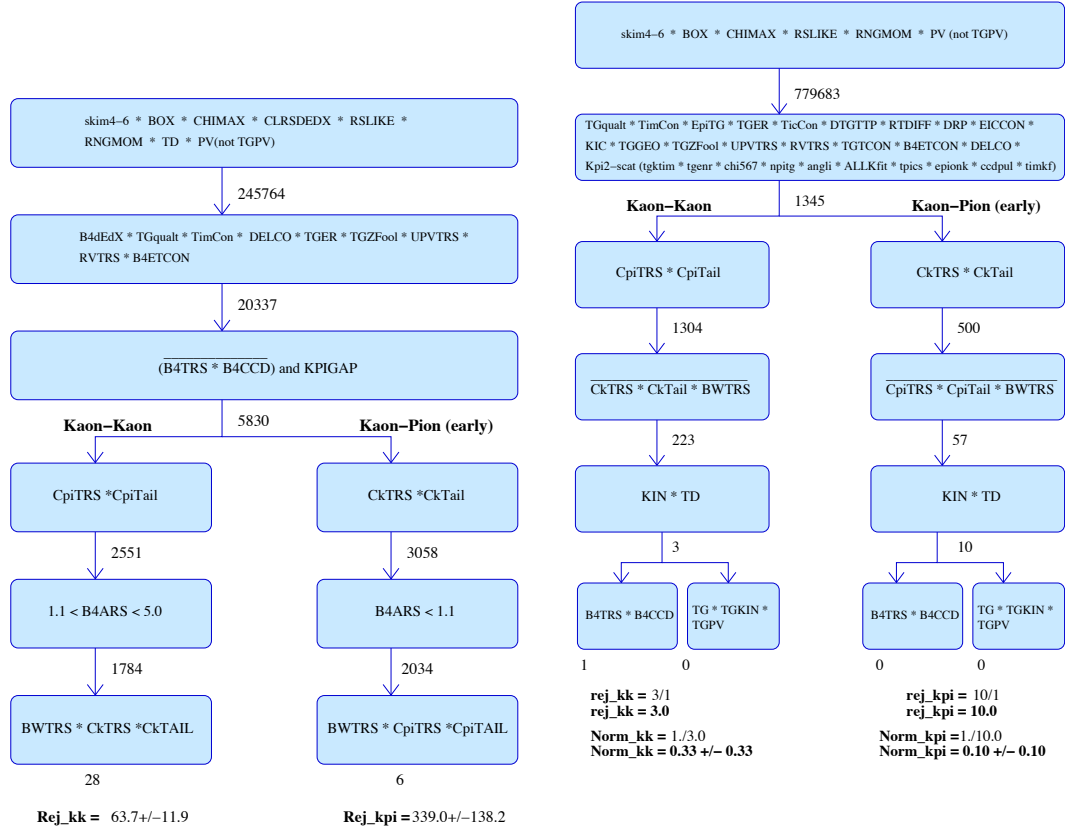 skim4–6 * BOX * CHIMAX * CLRSDEDX * RSLIKE *
RNGMOM * TD * PV(not TGPV)
245764
B4dEdX * TGqualt * TimCon * DELCO * TGER * TGZFool * UPVTRS *
RVTRS * B4ETCON
20337
(B4TRS * B4CCD) and KPIGAP
5830
Kaon−Kaon
Kaon−Pion (early)
CpiTRS *CpiTail
CkTRS *CkTail
2551
3058
1.1 < B4ARS < 5.0
B4ARS < 1.1
1784
2034
BWTRS * CkTRS *CkTAIL
BWTRS * CpiTRS *CpiTAIL
28
6
Rej_kk = 63.7+/−11.9
Rej_kpi = 339.0+/−138.2
skim4–6 * BOX * CHIMAX * RSLIKE * RNGMOM * PV (not TGPV)
779683
TGqualt * TimCon * EpiTG * TGER * TicCon * DTGTTP * RTDIFF * DRP * EICCON *
KIC * TGGEO * TGZFool * UPVTRS * RVTRS * TGTCON * B4ETCON * DELCO *
Kpi2−scat (tgktim * tgenr * chi567 * npitg * angli * ALLKfit * tpics * epionk * ccdpul * timkf)
1345
Kaon−Kaon
Kaon−Pion (early)
CpiTRS * CpiTail
CkTRS * CkTail
1304
500
CkTRS * CkTail * BWTRS
CpiTRS * CpiTail * BWTRS
223
57
KIN * TD
KIN * TD
3
10
B4TRS * B4CCD
TG * TGKIN *
TGPV
B4TRS * B4CCD
TG * TGKIN *
TGPV
1
0
0
0
rej_kk = 3/1
rej_kk = 3.0
Norm_kk = 1./3.0
Norm_kk = 0.33 +/− 0.33
rej_kpi = 10/1
rej_kpi = 10.0
Norm_kpi =1./10.0
Norm_kpi = 0.10 +/− 0.10